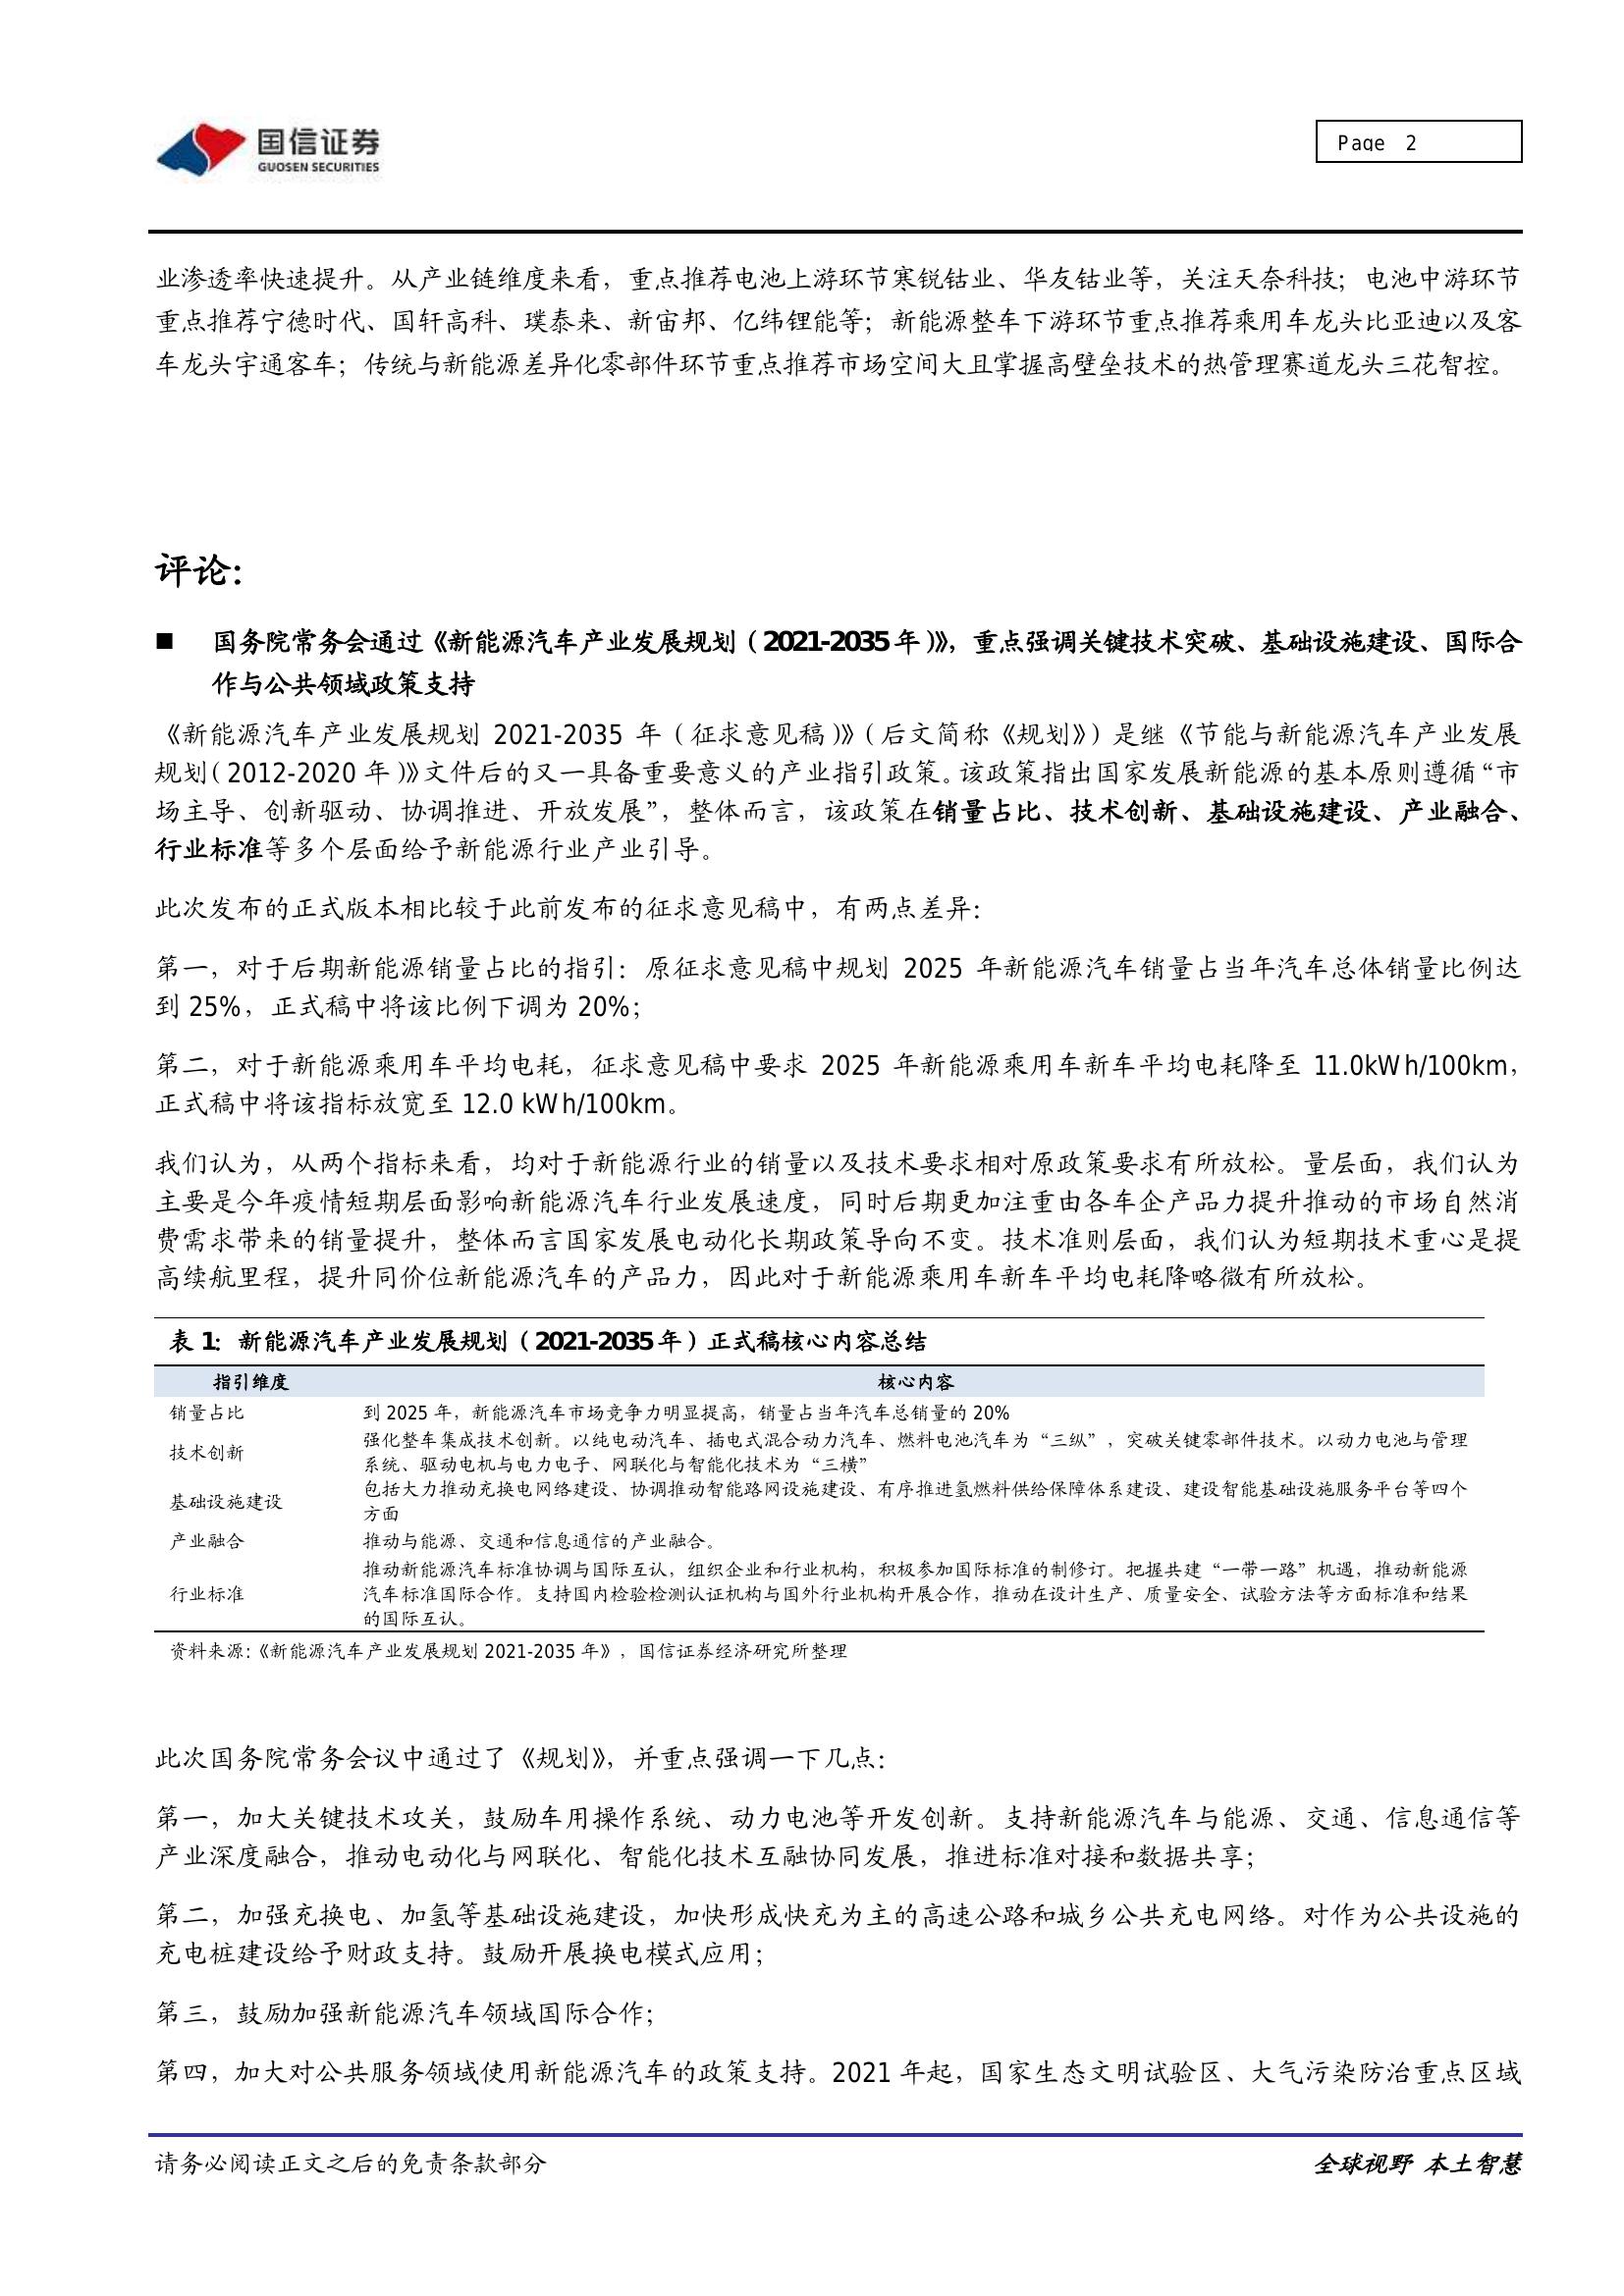 国信证券
GUOSEN SECURITIES
Page 2
业渗透率快速提升。从产业链维度来看，重点推荐电池上游环节寒锐钴业、华友钴业等，关注天奈科技；电池中游环节
重点推荐宁德时代、国轩高科、璞泰来、新宙邦、亿纬锂能等；新能源整车下游环节重点推荐乘用车龙头比亚迪以及客
车龙头宇通客车；传统与新能源差异化零部件环节重点推荐市场空间大且掌握高壁垒技术的热管理赛道龙头三花智控。
评论：
■ 国务院常务会通过《新能源汽车产业发展规划（2021-2035年）》，重点强调关键技术突破、基础设施建设、国际合
作与公共领域政策支持
《新能源汽车产业发展规划 2021-2035 年（征求意见稿）》（后文简称《规划》）是继《节能与新能源汽车产业发展
规划（2012-2020 年）》文件后的又一具备重要意义的产业指引政策。该政策指出国家发展新能源的基本原则遵循“市
场主导、创新驱动、协调推进、开放发展”，整体而言，该政策在销量占比、技术创新、基础设施建设、产业融合、
行业标准等多个层面给予新能源行业产业引导。
此次发布的正式版本相比较于此前发布的征求意见稿中，有两点差异：
第一，对于后期新能源销量占比的指引：原征求意见稿中规划 2025 年新能源汽车销量占当年汽车总体销量比例达
到 25%，正式稿中将该比例下调为 20%；
第二，对于新能源乘用车平均电耗，征求意见稿中要求 2025 年新能源乘用车新车平均电耗降至 11.0kWh/100km，
正式稿中将该指标放宽至 12.0 kWh/100km。
我们认为，从两个指标来看，均对于新能源行业的销量以及技术要求相对原政策要求有所放松。量层面，我们认为
主要是今年疫情短期层面影响新能源汽车行业发展速度，同时后期更加注重由各车企产品力提升推动的市场自然消
费需求带来的销量提升，整体而言国家发展电动化长期政策导向不变。技术准则层面，我们认为短期技术重心是提
高续航里程，提升同价位新能源汽车的产品力，因此对于新能源乘用车新车平均电耗降略微有所放松。
表 1：新能源汽车产业发展规划（2021-2035年）正式稿核心内容总结
指引维度 核心内容
销量占比 到 2025 年，新能源汽车市场竞争力明显提高，销量占当年汽车总销量的 20%
技术创新 强化整车集成技术创新。以纯电动汽车、插电式混合动力汽车、燃料电池汽车为“三纵”，突破关键零部件技术。以动力电池与管理
系统、驱动电机与电力电子、网联化与智能化技术为“三横”
基础设施建设 包括大力推动充换电网络建设、协调推动智能路网设施建设、有序推进氢燃料供给保障体系建设、建设智能基础设施服务平台等四个
方面
产业融合 推动与能源、交通和信息通信的产业融合。
行业标准 推动新能源汽车标准协调与国际互认，组织企业和行业机构，积极参加国际标准的制修订。把握共建“一带一路”机遇，推动新能源
汽车标准国际合作。支持国内检验检测认证机构与国外行业机构开展合作，推动在设计生产、质量安全、试验方法等方面标准和结果
的国际互认。
资料来源：《新能源汽车产业发展规划 2021-2035 年》，国信证券经济研究所整理
此次国务院常务会议中通过了《规划》，并重点强调一下几点：
第一，加大关键技术攻关，鼓励车用操作系统、动力电池等开发创新。支持新能源汽车与能源、交通、信息通信等
产业深度融合，推动电动化与网联化、智能化技术互融协同发展，推进标准对接和数据共享；
第二，加强充换电、加氢等基础设施建设，加快形成快充为主的高速公路和城乡公共充电网络。对作为公共设施的
充电桩建设给予财政支持。鼓励开展换电模式应用；
第三，鼓励加强新能源汽车领域国际合作；
第四，加大对公共服务领域使用新能源汽车的政策支持。2021 年起，国家生态文明试验区、大气污染防治重点区域
请务必阅读正文之后的免责条款部分
全球视野 本土智慧